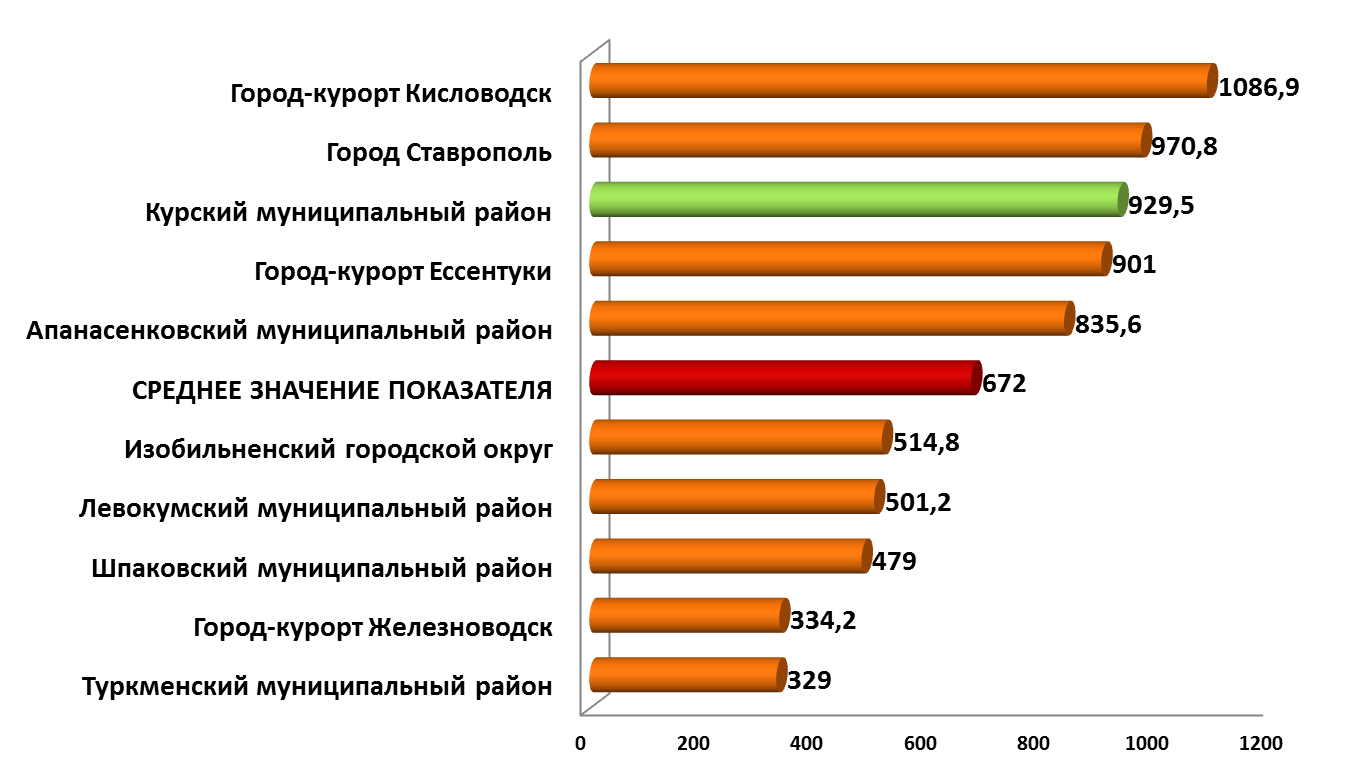 Город-курорт Кисловодск 1086,9
Город Ставрополь 970,8
Курский муниципальный район 929,5
Город-курорт Ессентуки 901
Апанасенковский муниципальный район 835,6
СРЕДНЕЕ ЗНАЧЕНИЕ ПОКАЗАТЕЛЯ 672
Изобильненский городской округ 514,8
Левокумский муниципальный район 501,2
Шпаковский муниципальный район 479
Город-курорт Железноводск 334,2
Туркменский муниципальный район 329
0 200 400 600 800 1000 1200